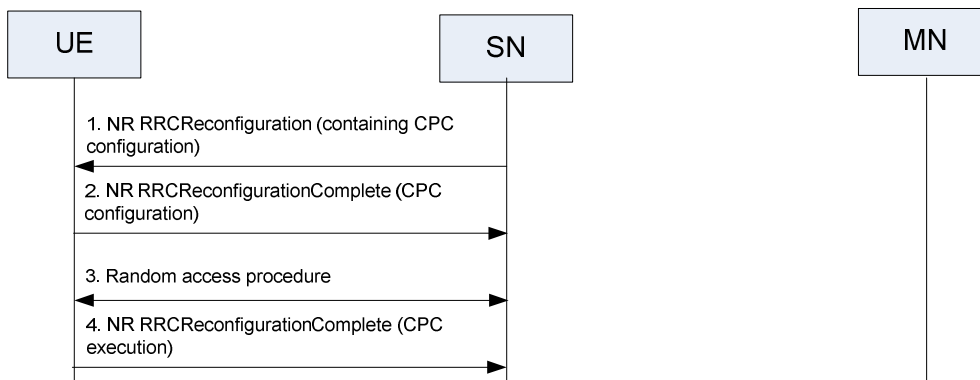 UE
SN
MN
1. NR RRCReconfiguration (containing CPC
configuration)
2. NR RRCReconfigurationComplete (CPC
configuration)
3. Random access procedure
4. NR RRCReconfigurationComplete (CPC
execution)